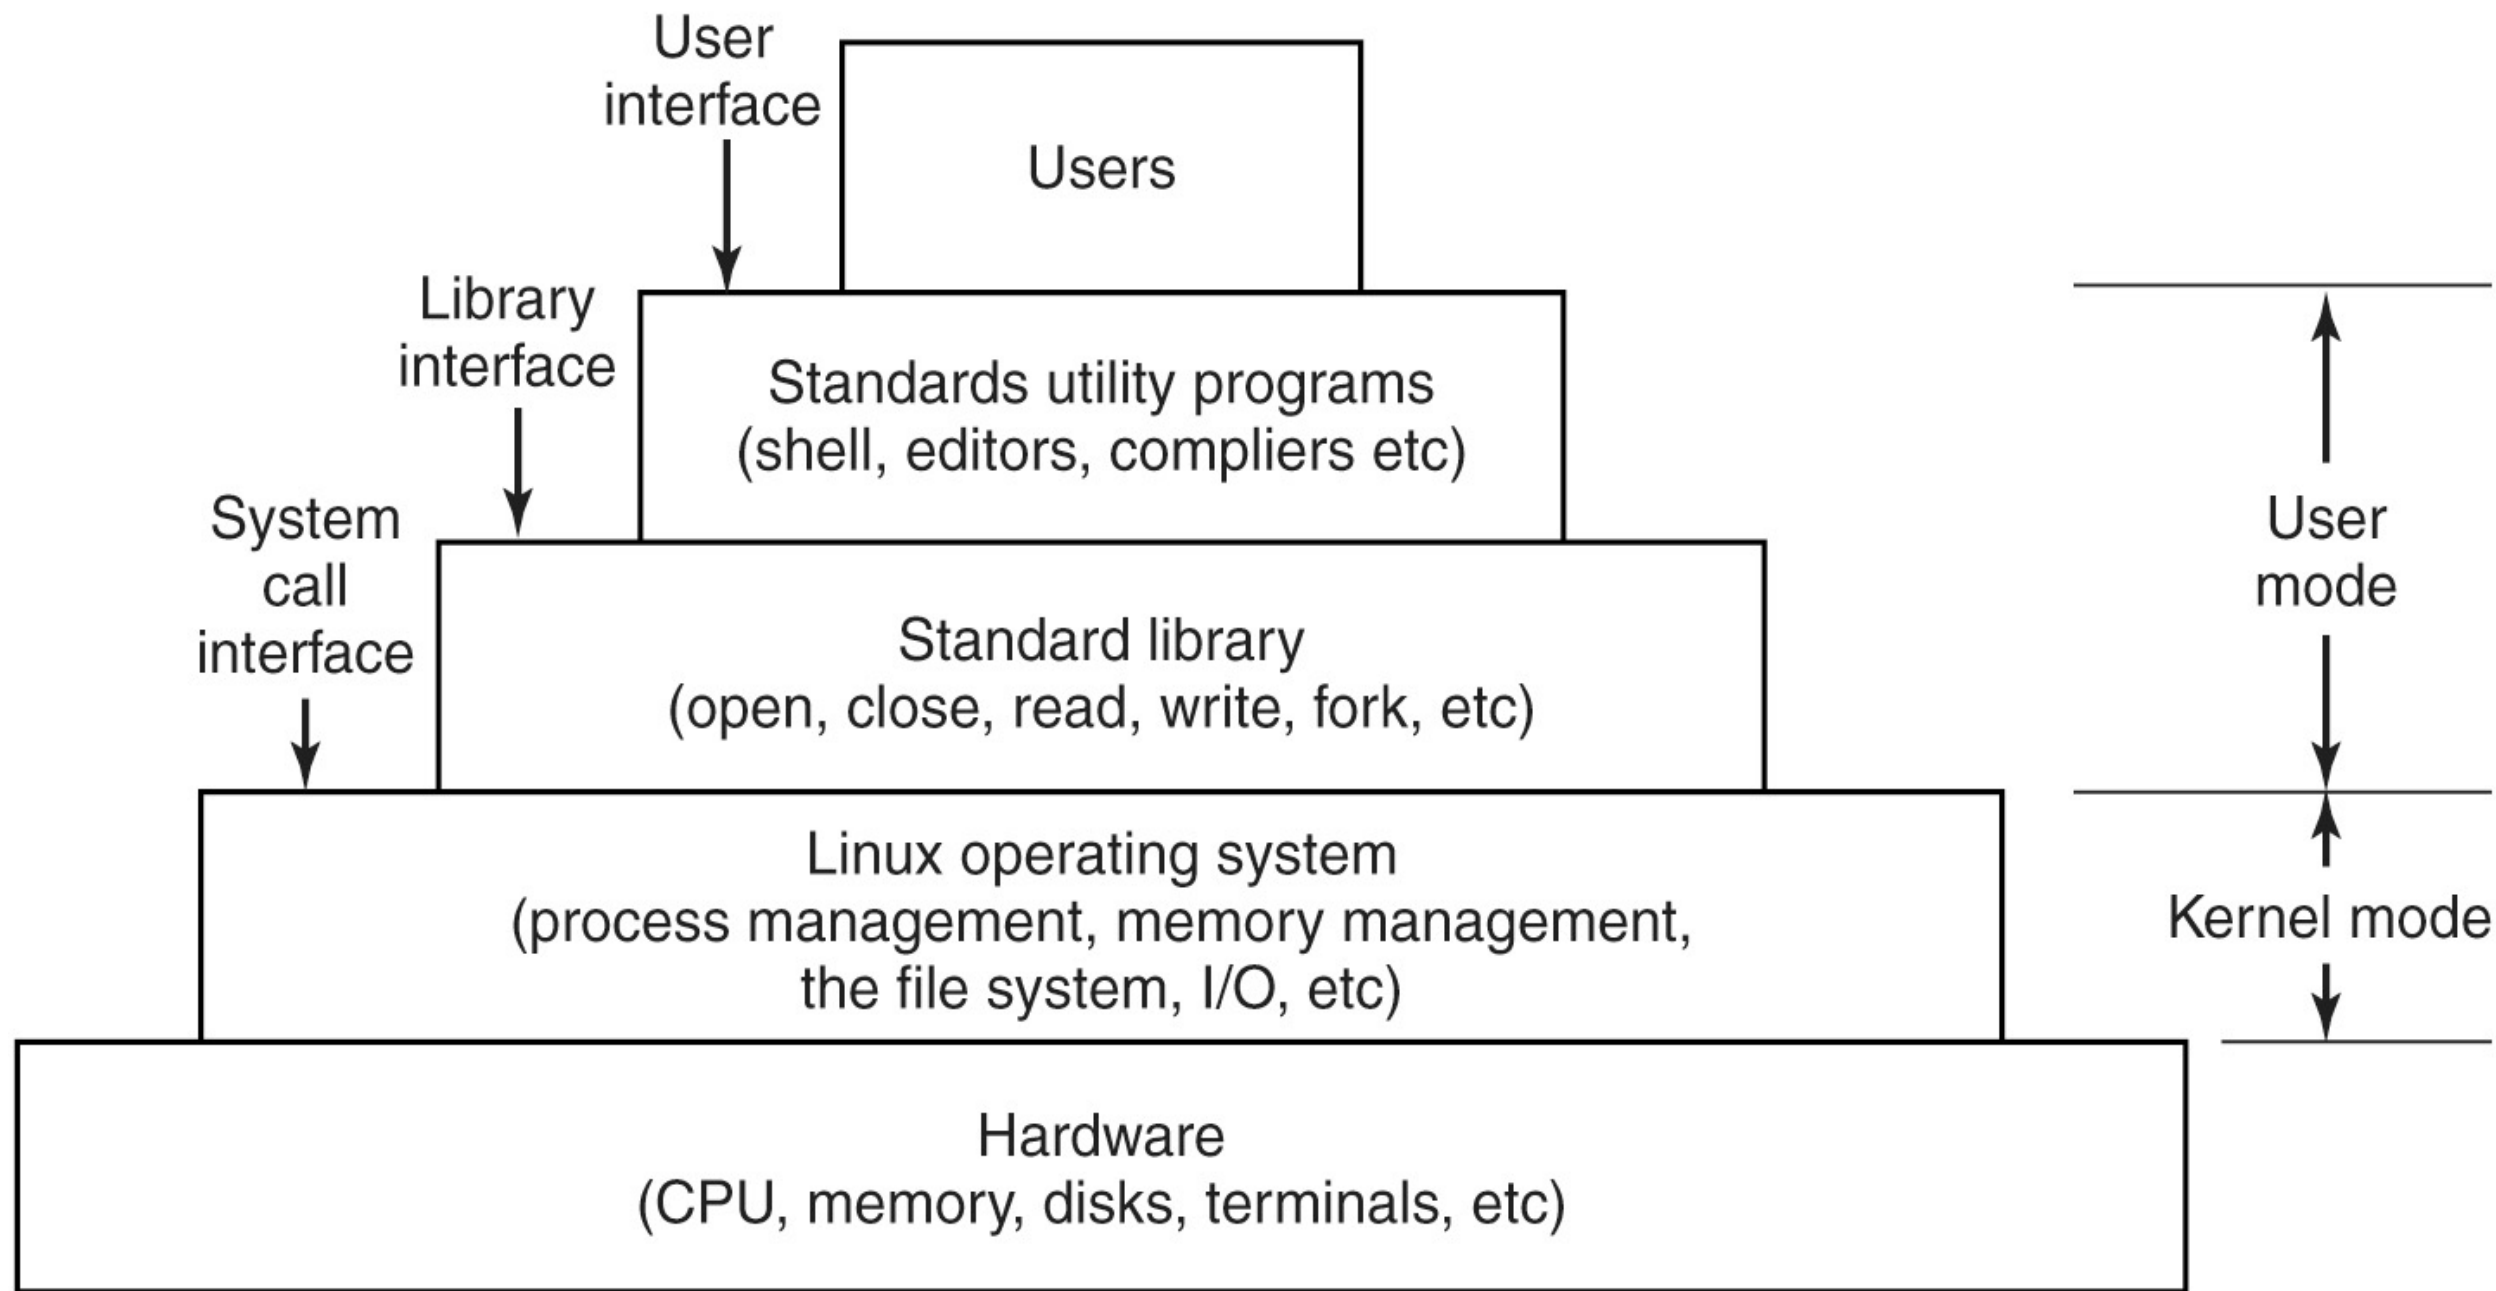 User
interface
Users
Library
interface
Standards utility programs
(shell, editors, compliers etc)
System
call
interface
User
mode
Standard library
(open, close, read, write, fork, etc)
Linux operating system
(process management, memory management,
the file system, I/O, etc)
Kernel mode
Hardware
(CPU, memory, disks, terminals, etc)